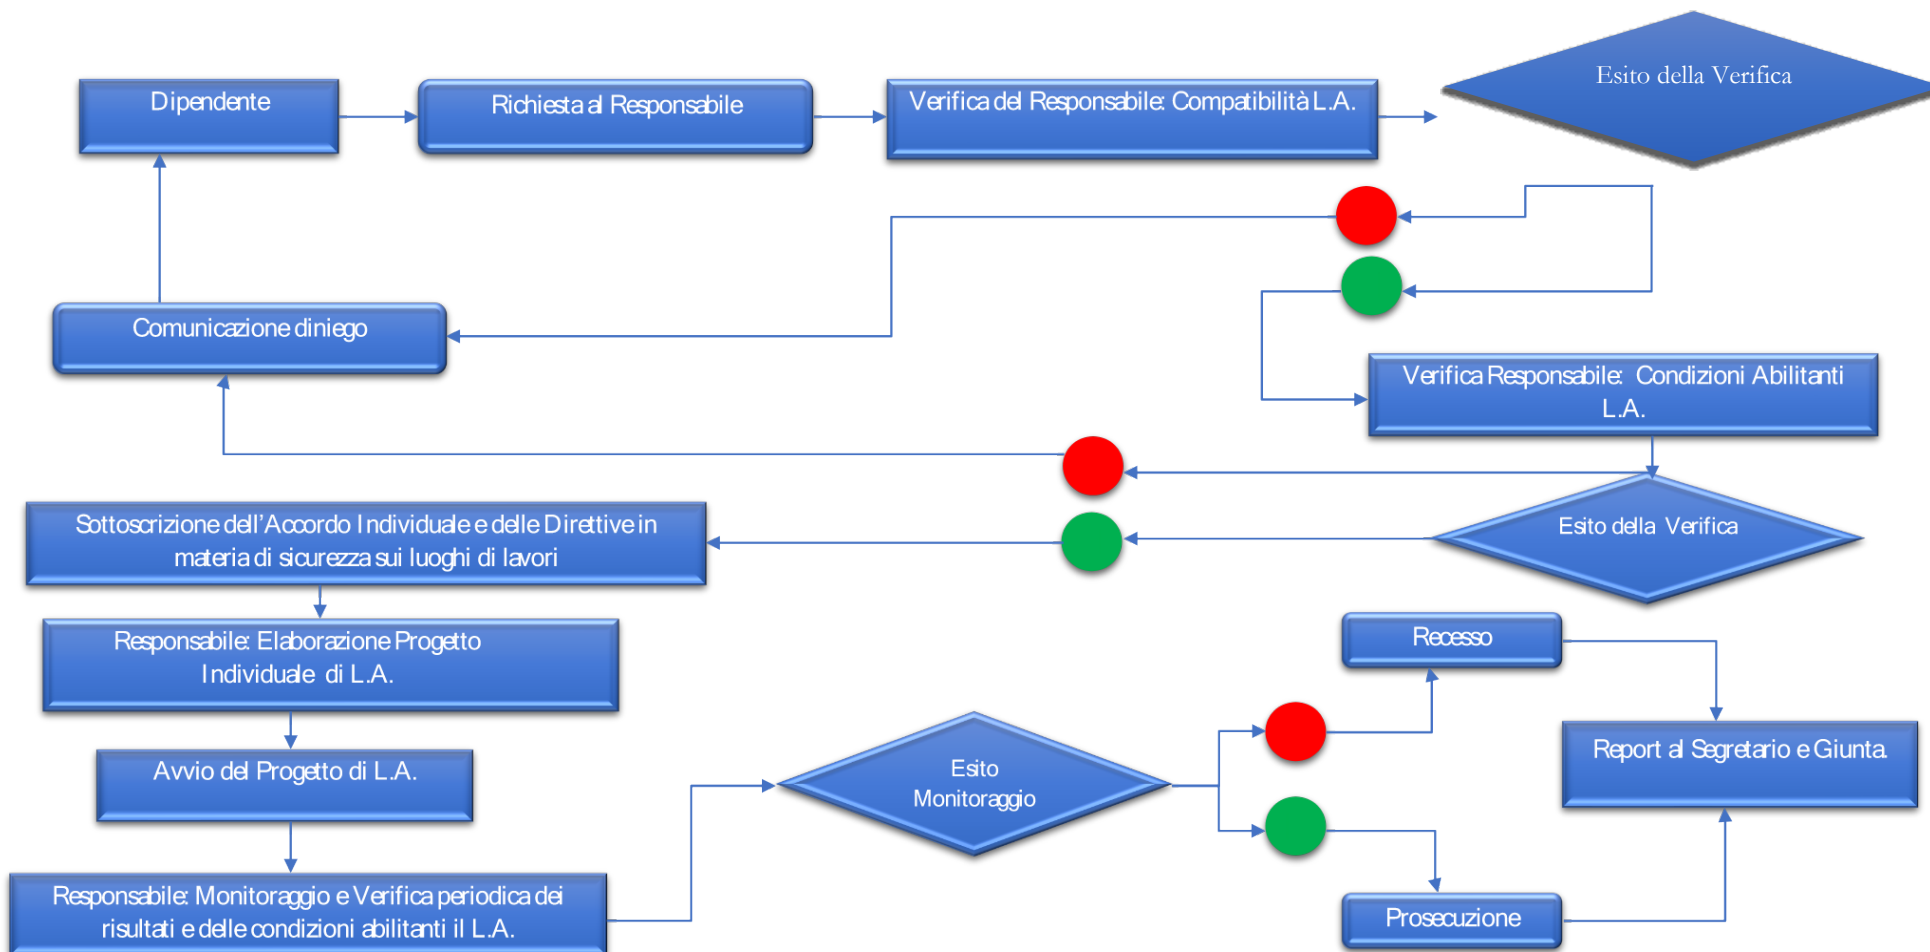 Dipendente
Richiesta al Responsabile
Verifica del Responsabile: Compatibilità L.A.
Esito della Verifica
Comunicazione diniego
Verifica Responsabile: Condizioni Abilitanti
L.A.
Esito della Verifica
Sottoscrizione dell'Accordo Individuale e delle Direttive in
materia di sicurezza sui luoghi di lavori
Responsabile: Elaborazione Progetto
Individuale di L.A.
Avvio del Progetto di L.A.
Responsabile: Monitoraggio e Verifica periodica dei
risultati e delle condizioni abilitanti il L.A.
Esito
Monitoraggio
Recesso
Prosecuzione
Report al Segretario e Giunta.